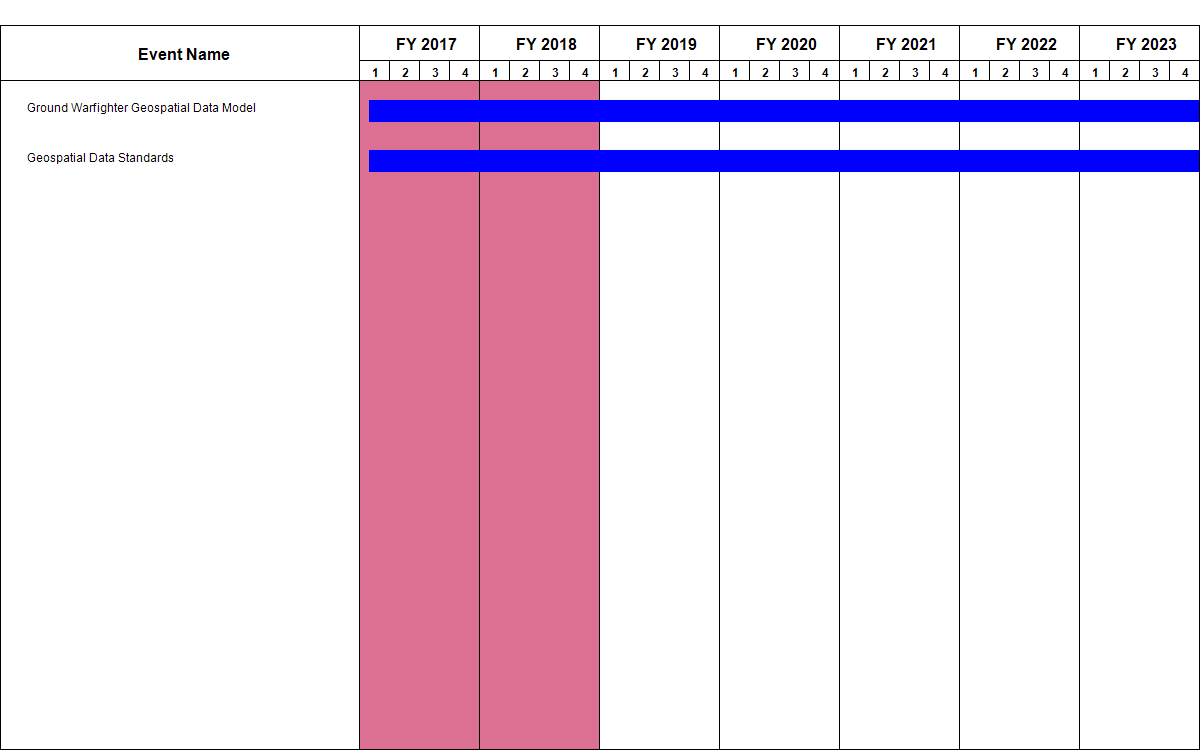 Event Name
FY 2017 FY 2018 FY 2019 FY 2020 FY 2021 FY 2022 FY 2023
1 2 3 4 1 2 3 4 1 2 3 4 1 2 3 4 1 2 3 4 1 2 3 4 1 2 3 4
Ground Warfighter Geospatial Data Model
Geospatial Data Standards